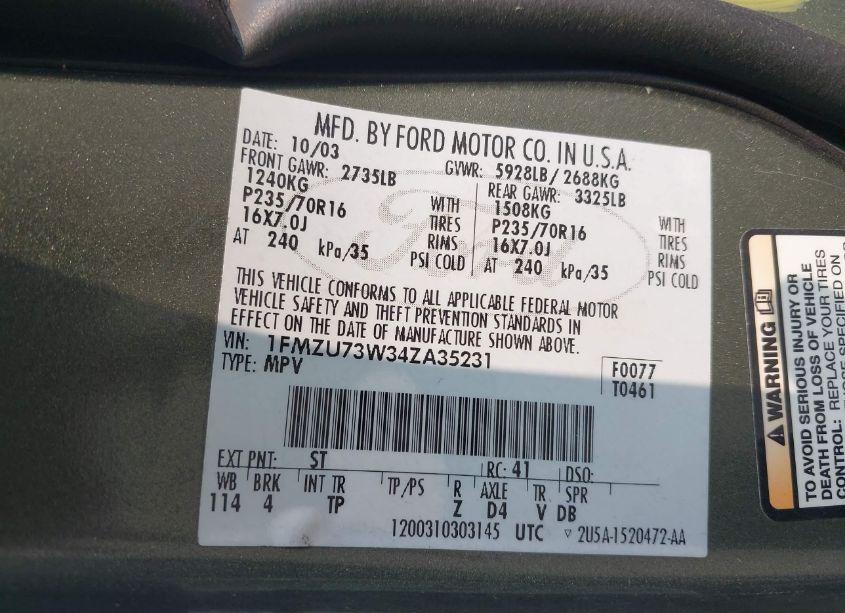 MFD. BY FORD MOTOR CO. IN U.S.A.
DATE: 10/03 GVWR: 5928LB/ 2688KG
FRONT GAWR: 2735LB REAR GAWR: 3325LB
1240KG WITH 1508KG WITH
P235/70R16 TIRES P235/70R16 TIRES
16X7.0J RIMS 16X7.0J RIMS
AT 240 kPa/35 PSI COLD AT 240 kPa/35 PSI COLD
Ford
THIS VEHICLE CONFORMS TO ALL APPLICABLE FEDERAL MOTOR
VEHICLE SAFETY AND THEFT PREVENTION STANDARDS IN
EFFECT ON THE DATE OF MANUFACTURE SHOWN ABOVE.
VIN: 1FMZU73W34ZA35231
TYPE: MPV
F0077
T0461
EXT PNT: ST RC: 41 DSO:
WB BRK INT TR TP/PS R AXLE TR SPR
114 4 TP Z D4 V DB
1200310303145 UTC ▽ 2U5A-1520472-AA
WARNING
TO AVOID SERIOUS INJURY OR
DEATH FROM LOSS OF VEHICLE
CONTROL: REPLACE YOUR TIRES